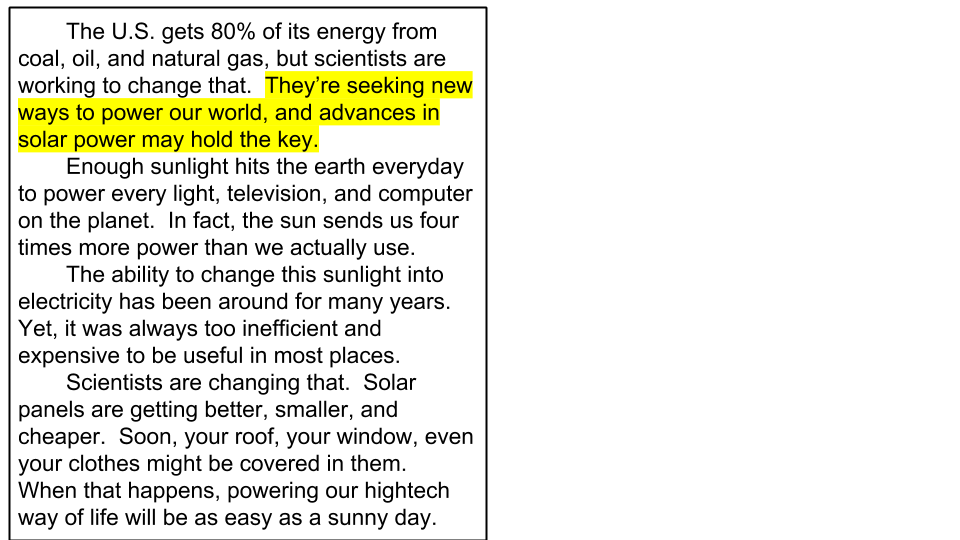 The U.S. gets 80% of its energy from
coal, oil, and natural gas, but scientists are
working to change that.  They’re seeking new
ways to power our world, and advances in
solar power may hold the key.
Enough sunlight hits the earth everyday
to power every light, television, and computer
on the planet.  In fact, the sun sends us four
times more power than we actually use.
The ability to change this sunlight into
electricity has been around for many years.
Yet, it was always too inefficient and
expensive to be useful in most places.
Scientists are changing that.  Solar
panels are getting better, smaller, and
cheaper.  Soon, your roof, your window, even
your clothes might be covered in them.
When that happens, powering our hightech
way of life will be as easy as a sunny day.